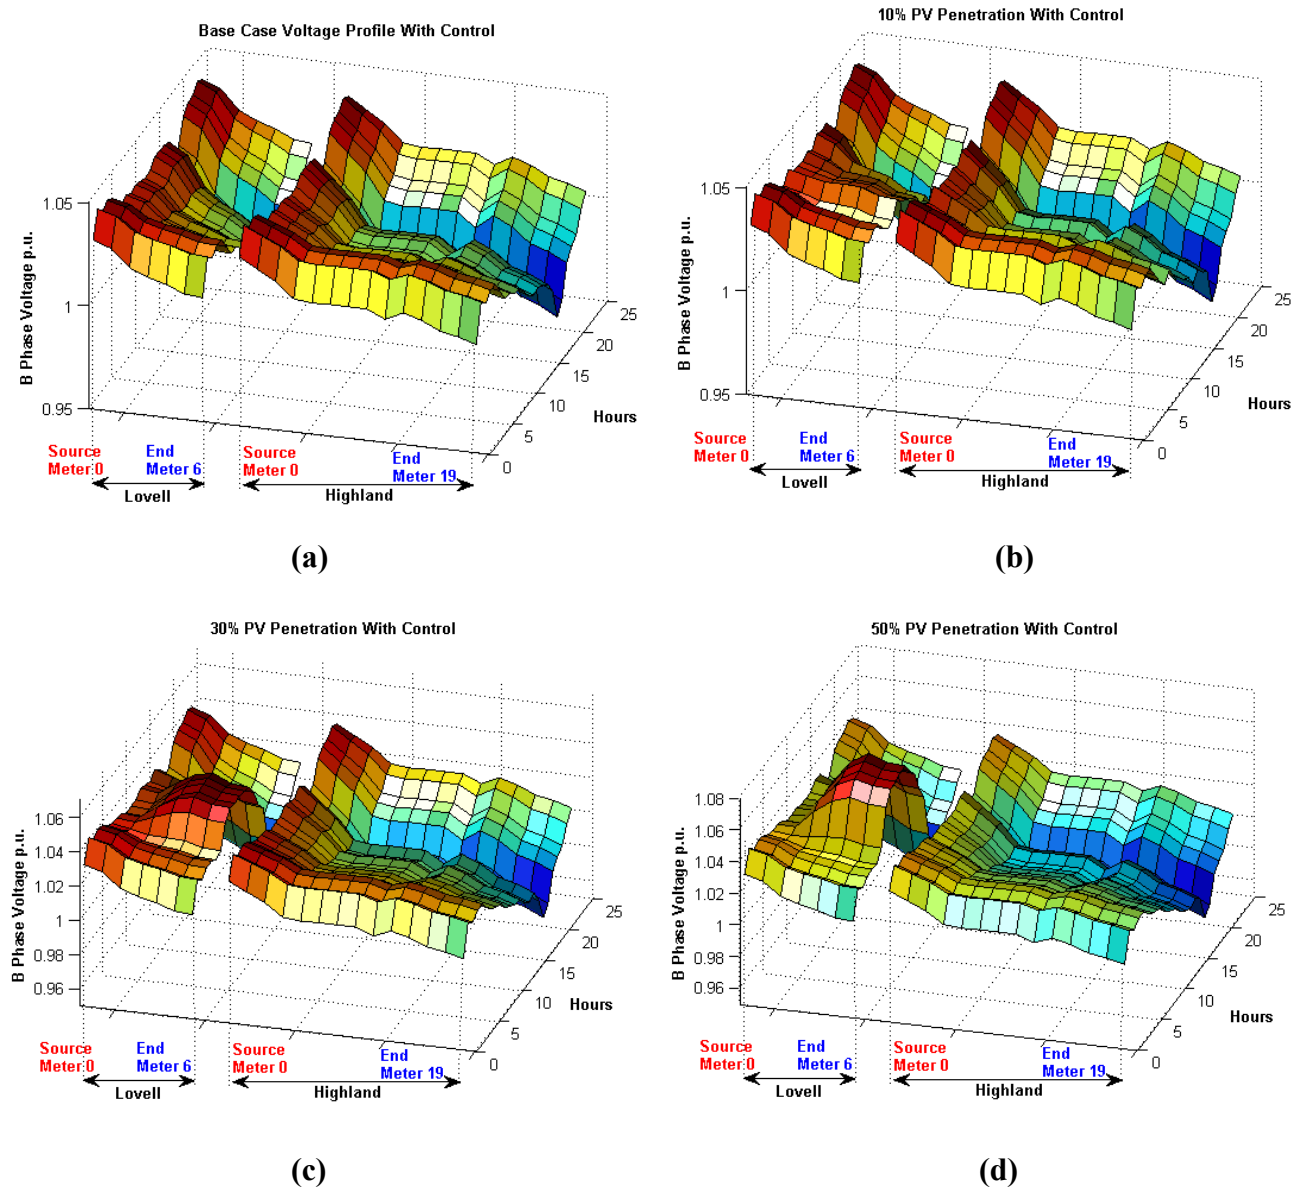 Base Case Voltage Profile With Control
B Phase Voltage p.u.
1.05
1
0.95
25
20
15
10
5
0
Hours
Source
Meter 0
End
Meter 6
Source
Meter 0
End
Meter 19
Lovell
Highland
(a)
10% PV Penetration With Control
B Phase Voltage p.u.
1.05
1
0.95
25
20
15
10
5
0
Hours
Source
Meter 0
End
Meter 6
Source
Meter 0
End
Meter 19
Lovell
Highland
(b)
30% PV Penetration With Control
B Phase Voltage p.u.
1.06
1.04
1.02
1
0.98
0.96
25
20
15
10
5
0
Hours
Source
Meter 0
End
Meter 6
Source
Meter 0
End
Meter 19
Lovell
Highland
(c)
50% PV Penetration With Control
B Phase Voltage p.u.
1.08
1.06
1.04
1.02
1
0.98
0.96
25
20
15
10
5
0
Hours
Source
Meter 0
End
Meter 6
Source
Meter 0
End
Meter 19
Lovell
Highland
(d)